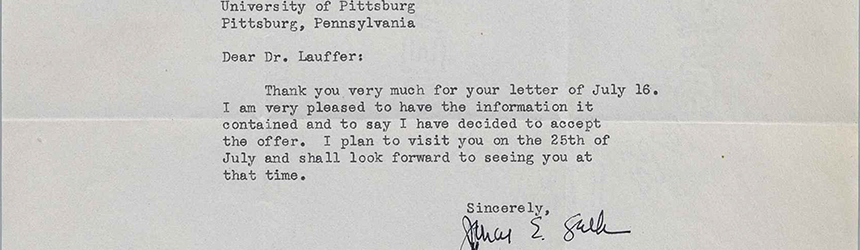 University of Pittsburg
Pittsburg, Pennsylvania
Dear Dr. Lauffer:
Thank you very much for your letter of July 16.
I am very pleased to have the information it
contained and to say I have decided to accept
the offer.  I plan to visit you on the 25th of
July and shall look forward to seeing you at
that time.
Sincerely,
Jonas E. Salk